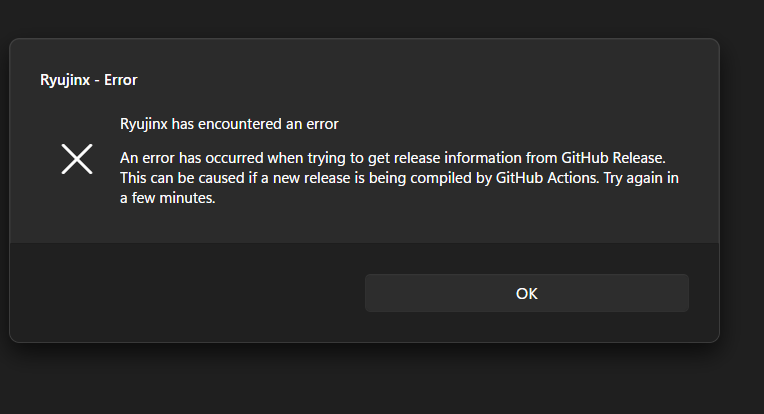 Ryujinx - Error
Ryujinx has encountered an error
An error has occurred when trying to get release information from GitHub Release.
This can be caused if a new release is being compiled by GitHub Actions. Try again in
a few minutes.
OK